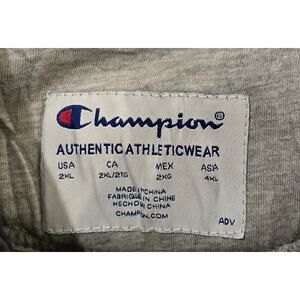 Champion®
AUTHENTIC ATHLETICWEAR
USA CA MEX ASIA
2XL 2XL/2TG 2XG 4XL
MADE IN CHINA
FABRIQUÉ EN CHINE
HECHO EN CHINA
CHAMPION.COM
ADV